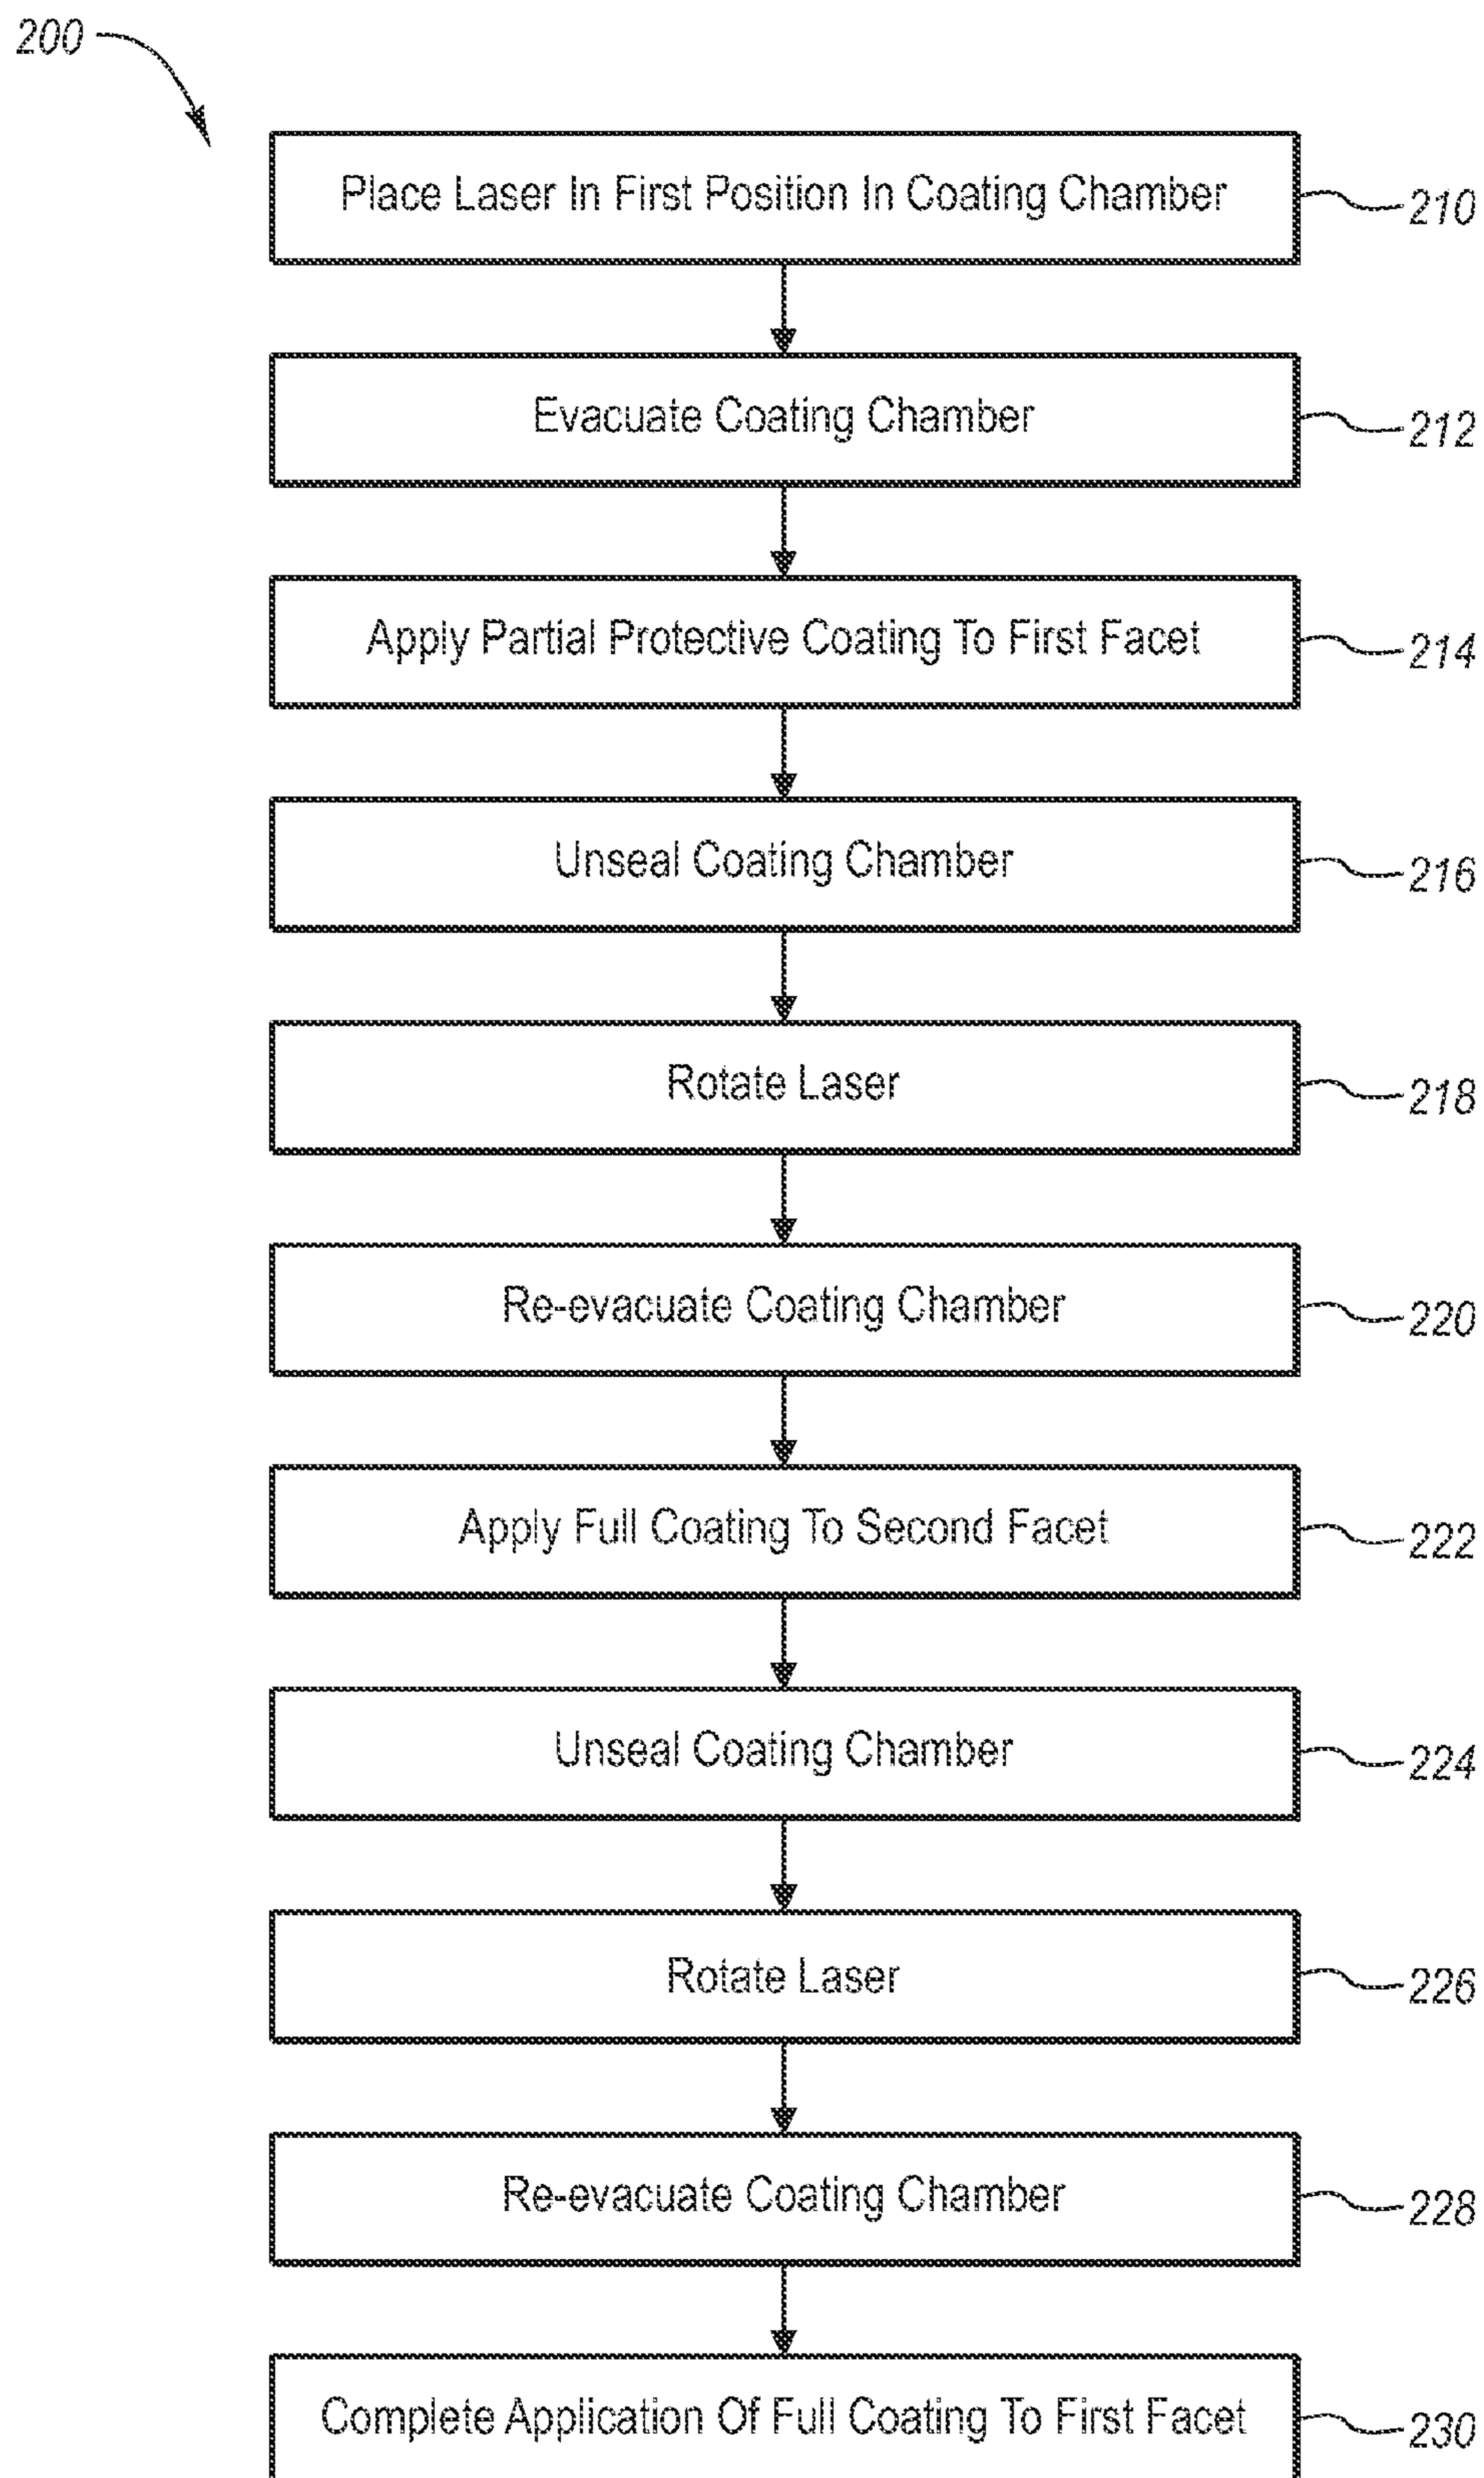 200
Place Laser In First Position In Coating Chamber
210
Evacuate Coating Chamber
212
Apply Partial Protective Coating To First Facet
214
Unseal Coating Chamber
216
Rotate Laser
218
Re-evacuate Coating Chamber
220
Apply Full Coating To Second Facet
222
Unseal Coating Chamber
224
Rotate Laser
226
Re-evacuate Coating Chamber
228
Complete Application Of Full Coating To First Facet
230